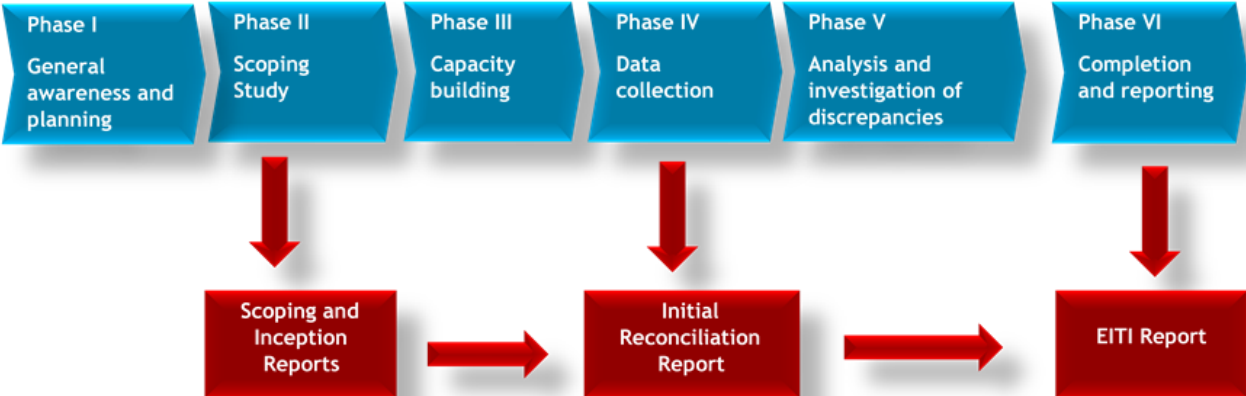 Phase I
General
awareness and
planning
Phase II
Scoping
Study
Phase III
Capacity
building
Phase IV
Data
collection
Phase V
Analysis and
investigation of
discrepancies
Phase VI
Completion
and reporting
Scoping and
Inception
Reports
Initial
Reconciliation
Report
EITI Report